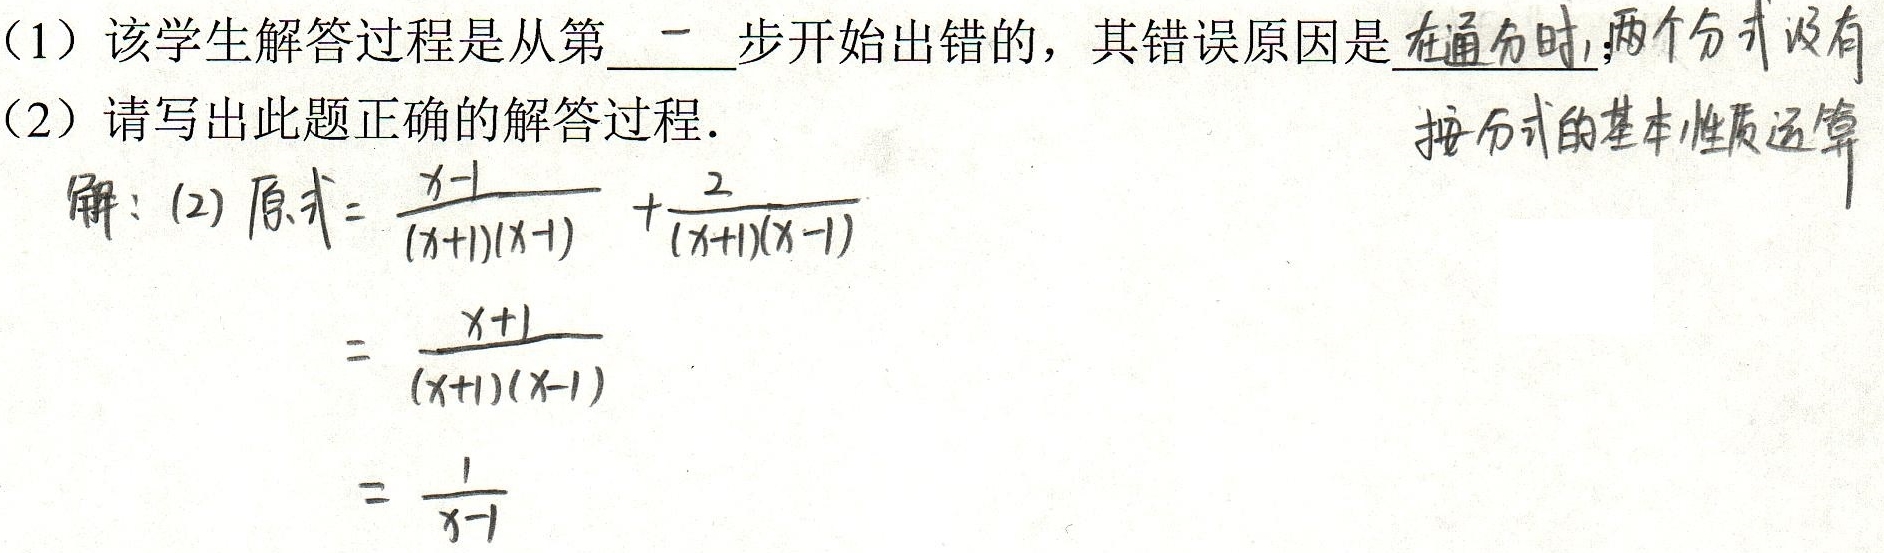 （1）该学生解答过程是从第 一 步开始出错的，其错误原因是 在通分时,；两个分式没有
（2）请写出此题正确的解答过程．
按分式的基本性质运算
解：(2) 原式 = \frac{x-1}{(x+1)(x-1)} + \frac{2}{(x+1)(x-1)}
= \frac{x+1}{(x+1)(x-1)}
= \frac{1}{x-1}